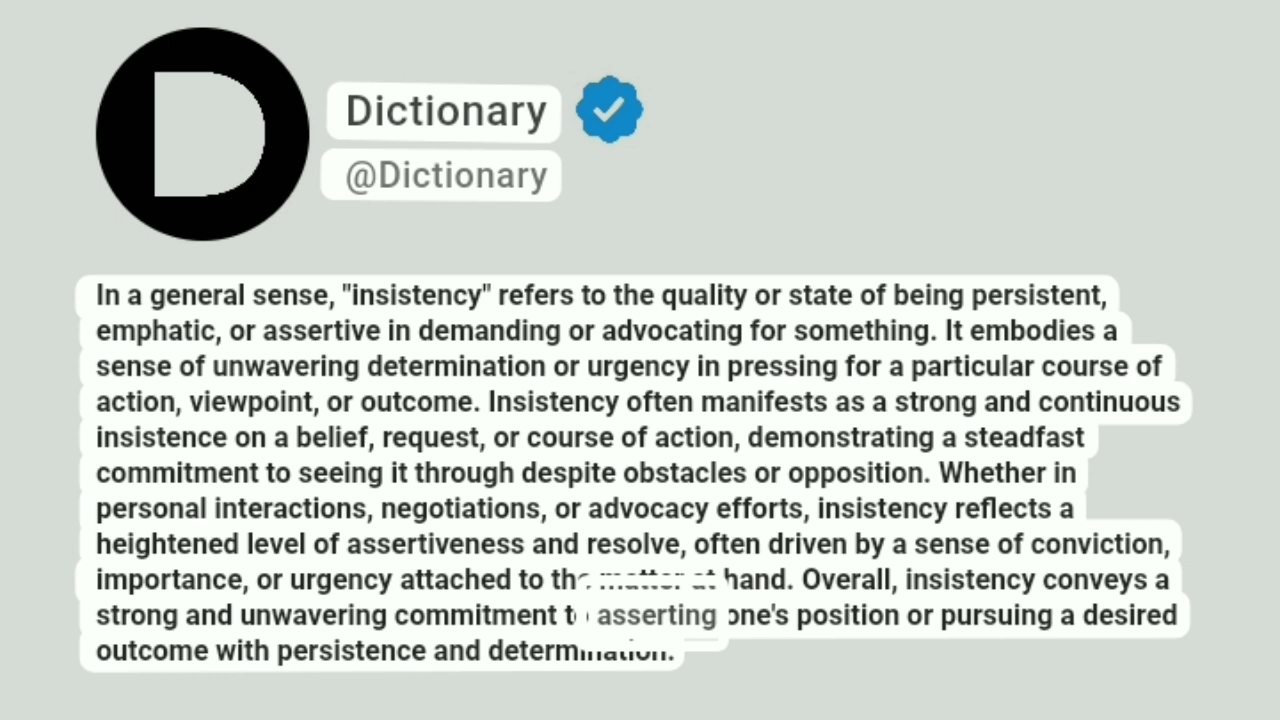 D
Dictionary
@Dictionary
In a general sense, "insistency" refers to the quality or state of being persistent,
emphatic, or assertive in demanding or advocating for something. It embodies a
sense of unwavering determination or urgency in pressing for a particular course of
action, viewpoint, or outcome. Insistency often manifests as a strong and continuous
insistence on a belief, request, or course of action, demonstrating a steadfast
commitment to seeing it through despite obstacles or opposition. Whether in
personal interactions, negotiations, or advocacy efforts, insistency reflects a
heightened level of assertiveness and resolve, often driven by a sense of conviction,
importance, or urgency attached to the matter at hand. Overall, insistency conveys a
strong and unwavering commitment to asserting one's position or pursuing a desired
outcome with persistence and determination.